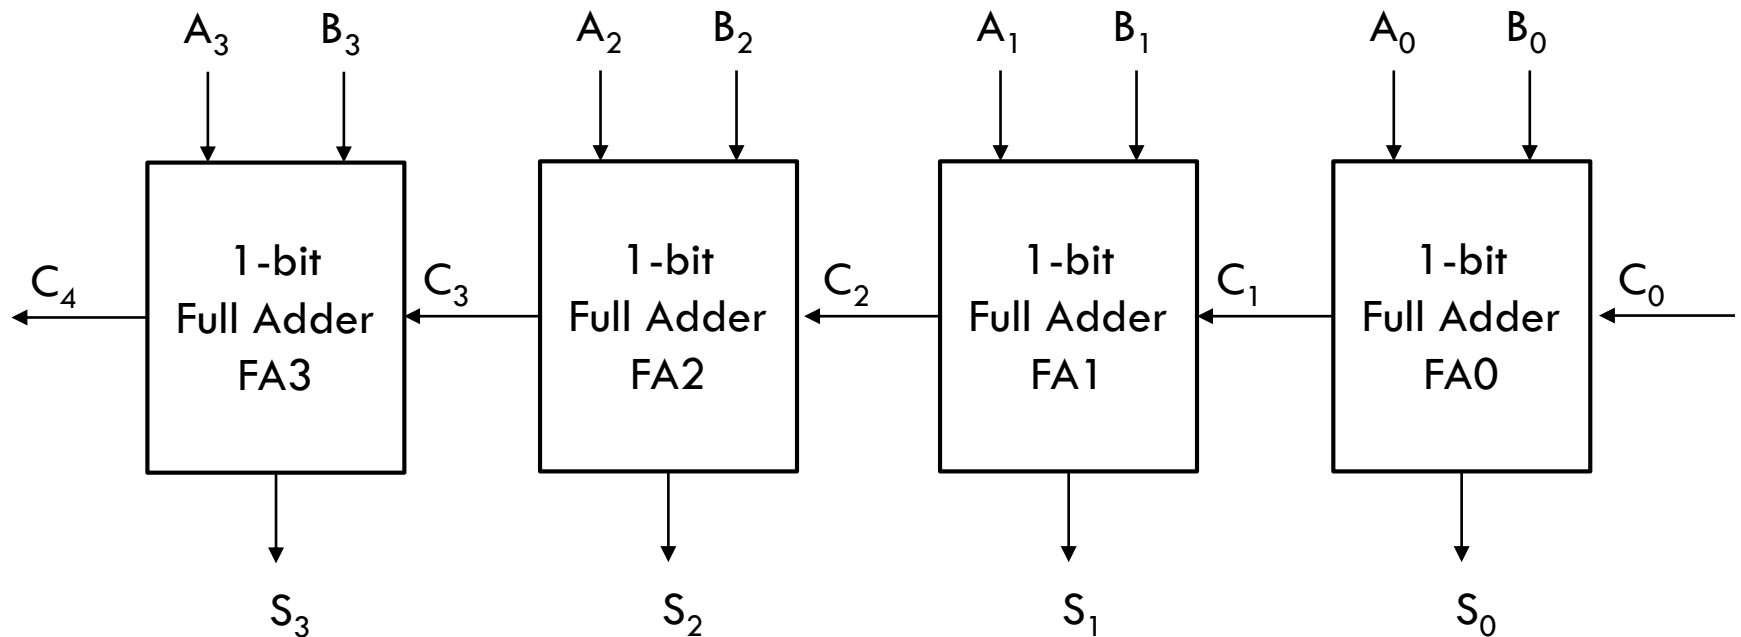 A₃ B₃ A₂ B₂ A₁ B₁ A₀ B₀
1-bit 1-bit 1-bit 1-bit
C₄ C₃ C₂ C₁ C₀
Full Adder Full Adder Full Adder Full Adder
FA3 FA2 FA1 FA0
S₃ S₂ S₁ S₀